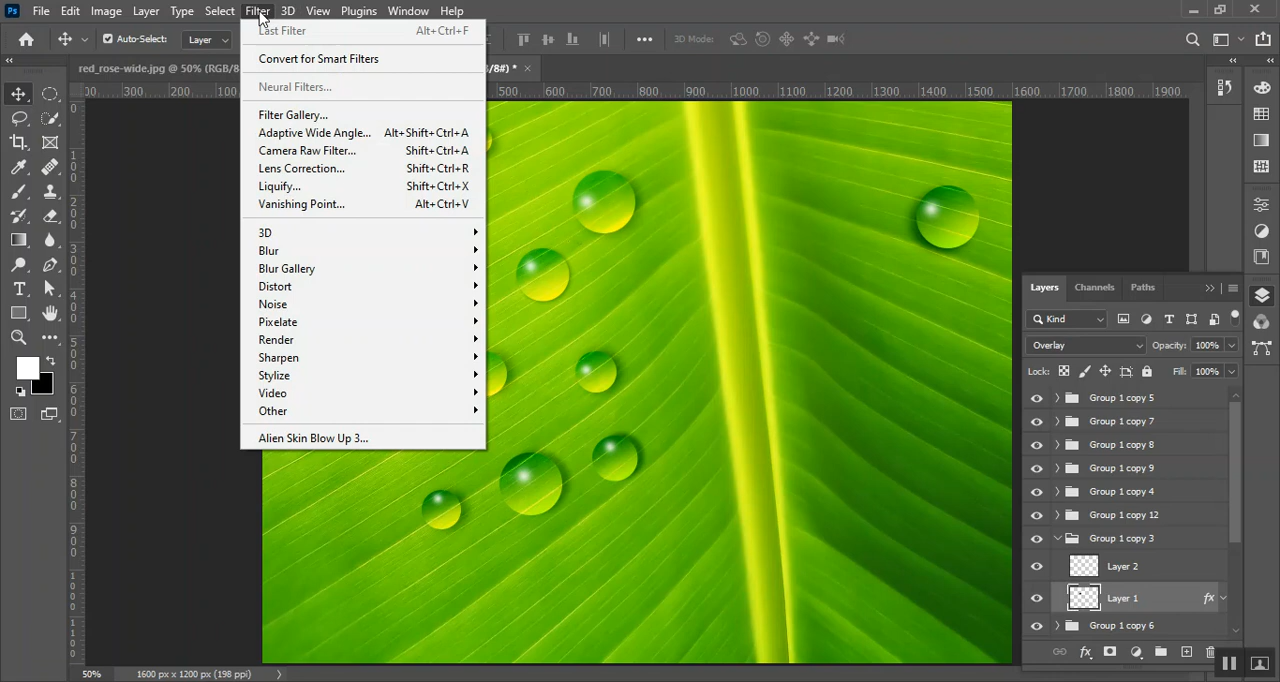 Ps File Edit Image Layer Type Select Filter 3D View Plugins Window Help
Auto-Select: Layer 3D Mode:
red_rose-wide.jpg @ 50% (RGB/8 /8#) *
300 200 100 500 600 700 800 900 1000 1100 1200 1300 1400 1500 1600 1700 1800 1900
Last Filter Alt+Ctrl+F
Convert for Smart Filters
Neural Filters...
Filter Gallery...
Adaptive Wide Angle... Alt+Shift+Ctrl+A
Camera Raw Filter... Shift+Ctrl+A
Lens Correction... Shift+Ctrl+R
Liquify... Shift+Ctrl+X
Vanishing Point... Alt+Ctrl+V
3D
Blur
Blur Gallery
Distort
Noise
Pixelate
Render
Sharpen
Stylize
Video
Other
Alien Skin Blow Up 3...
Layers Channels Paths
Kind
Overlay Opacity: 100%
Lock: Fill: 100%
Group 1 copy 5
Group 1 copy 7
Group 1 copy 8
Group 1 copy 9
Group 1 copy 4
Group 1 copy 12
Group 1 copy 3
Layer 2
Layer 1 fx
Group 1 copy 6
fx
50% 1600 px x 1200 px (198 ppi)